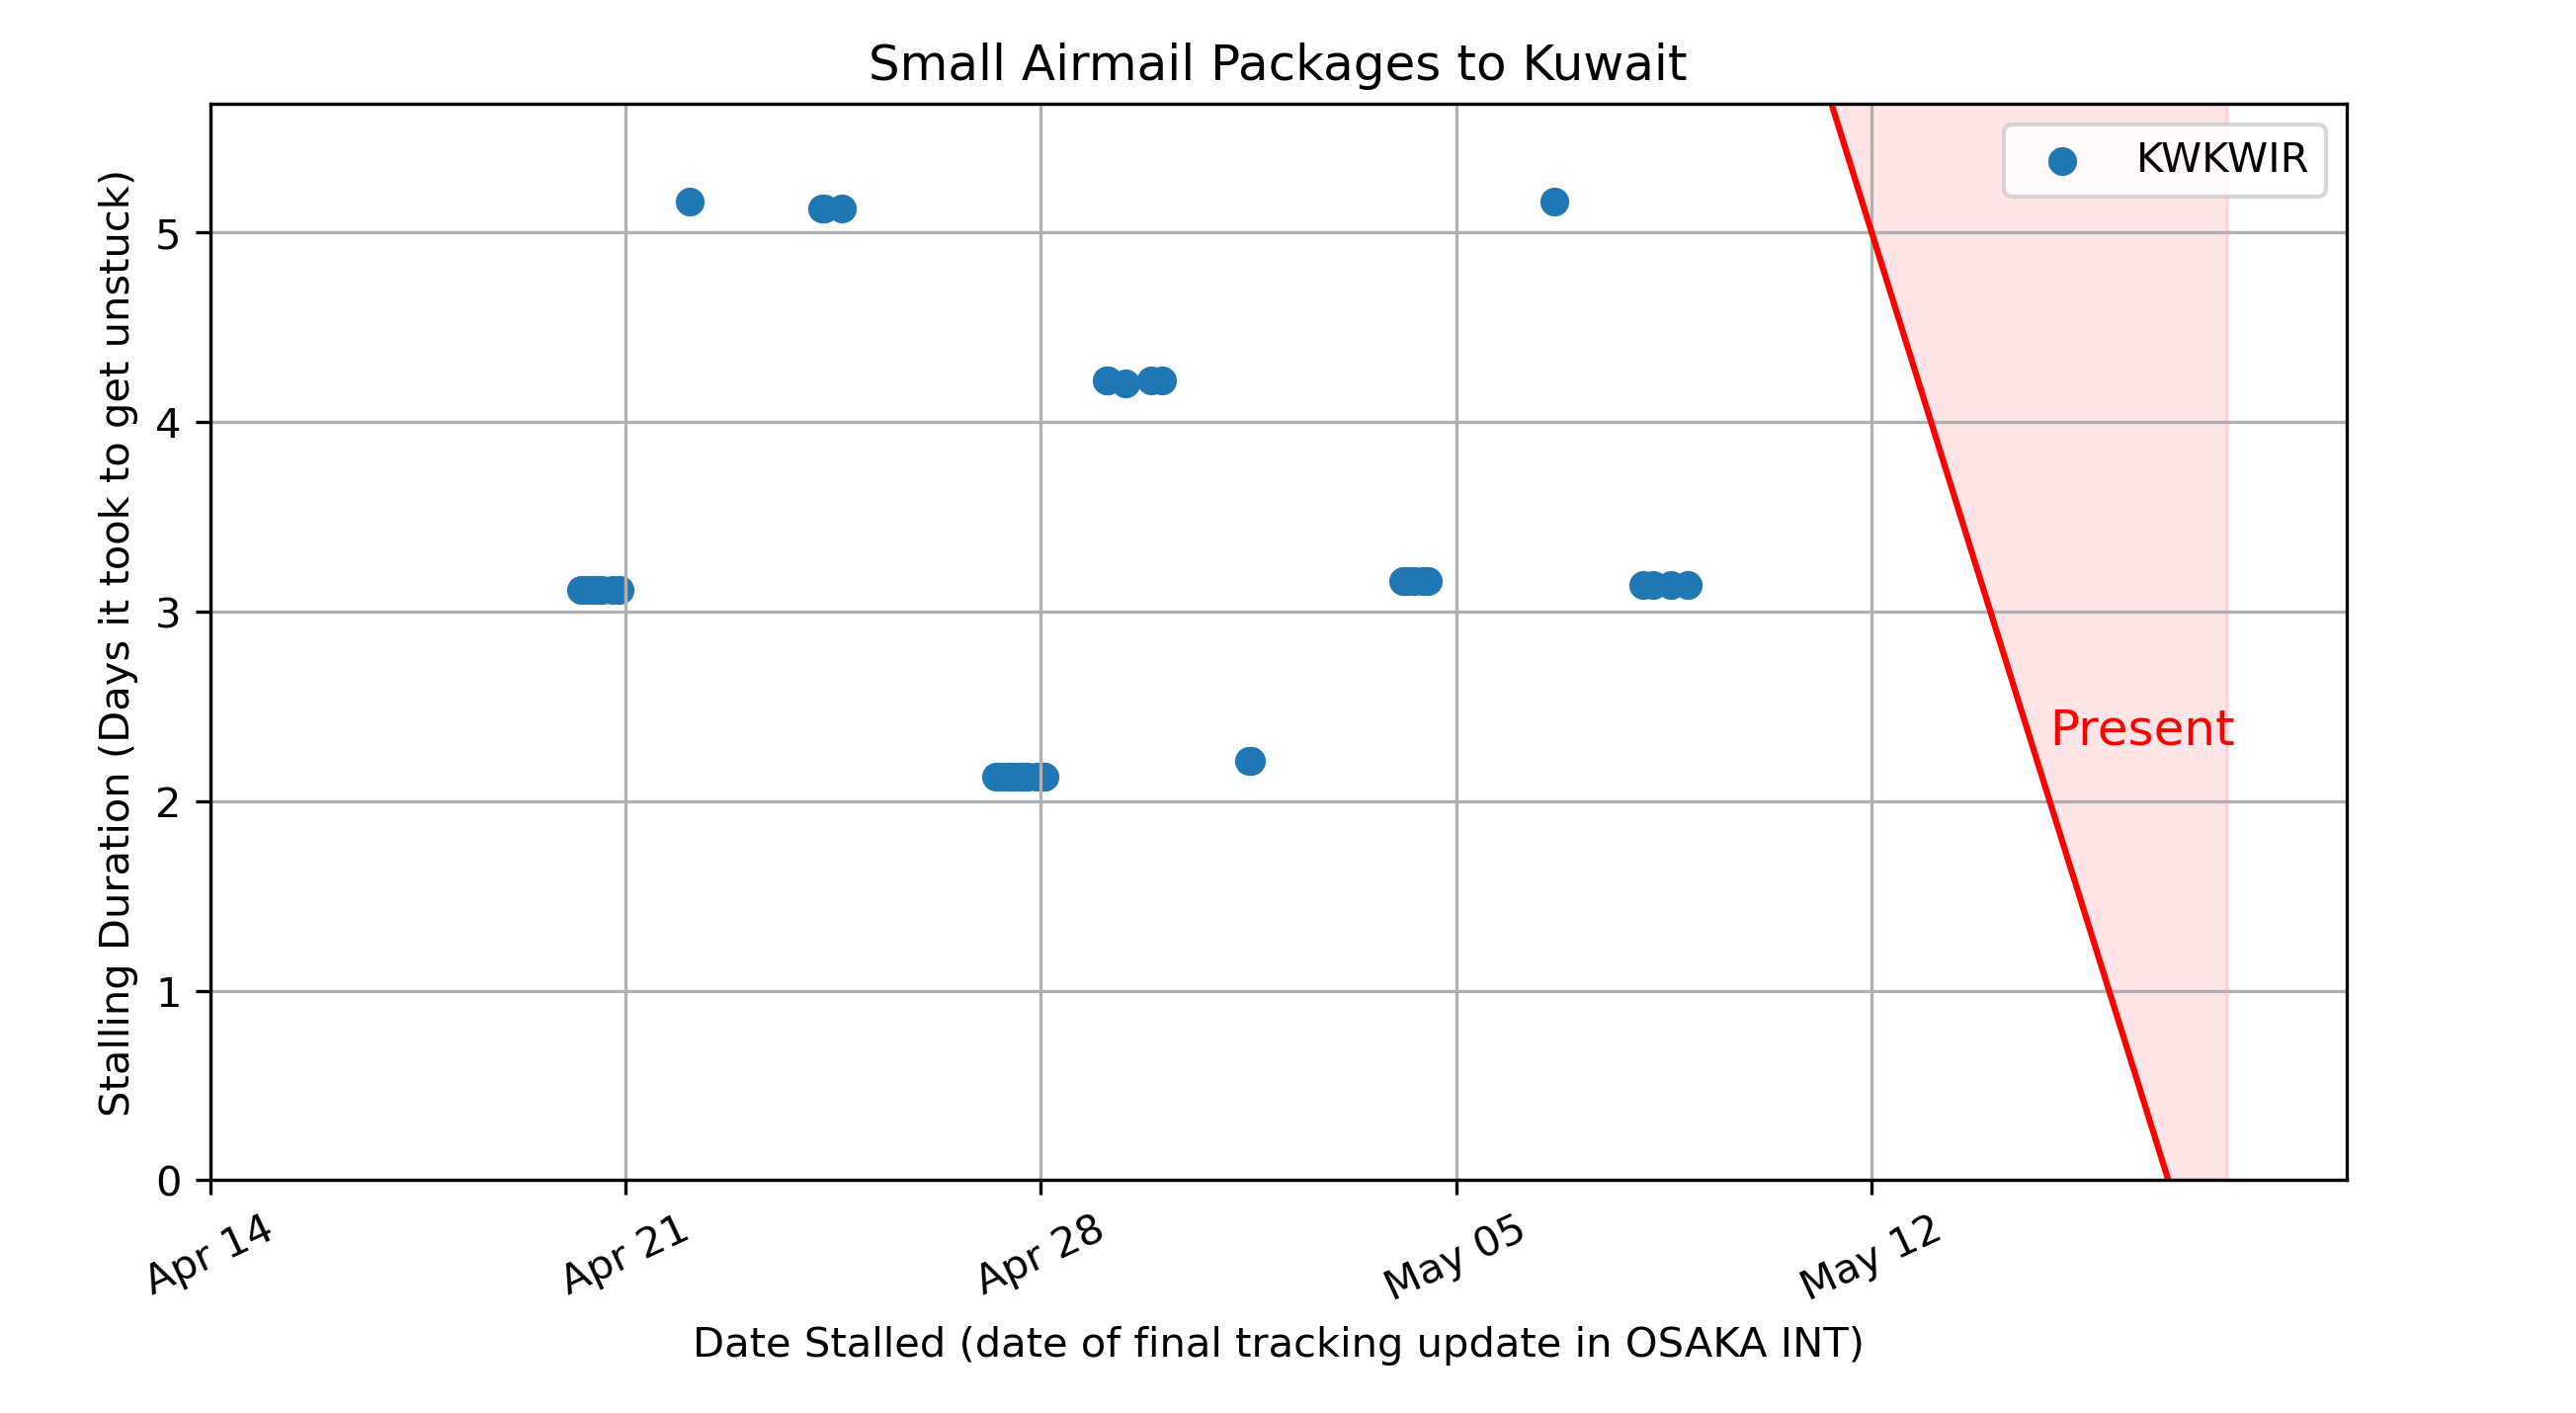 Small Airmail Packages to Kuwait
KWKWIR
Stalling Duration (Days it took to get unstuck)
5
4
3
2
1
0
Present
Apr 14
Apr 21
Apr 28
May 05
May 12
Date Stalled (date of final tracking update in OSAKA INT)